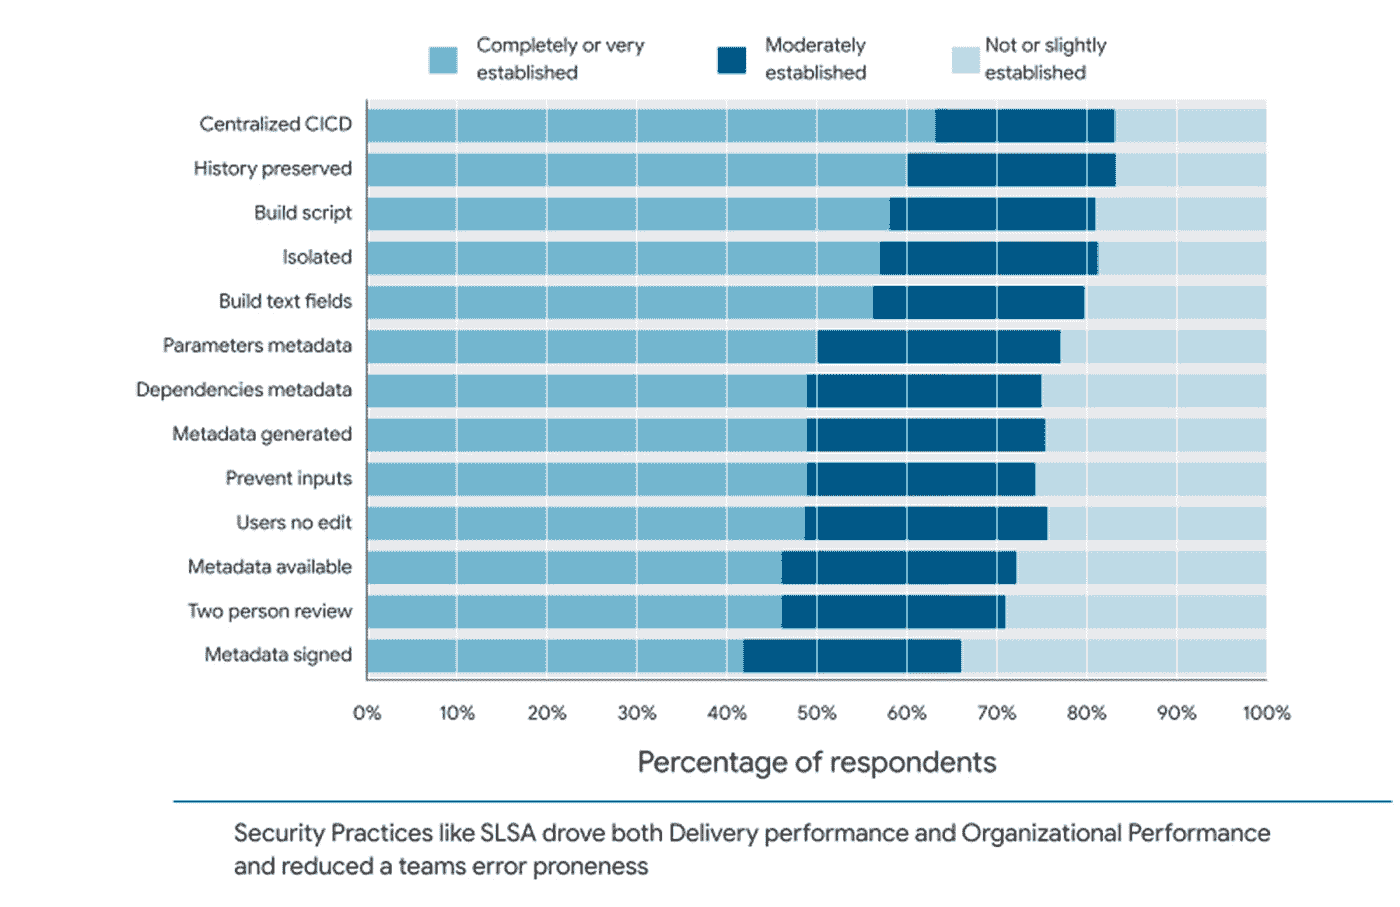 Completely or very
established
Moderately
established
Not or slightly
established
Centralized CICD
History preserved
Build script
Isolated
Build text fields
Parameters metadata
Dependencies metadata
Metadata generated
Prevent inputs
Users no edit
Metadata available
Two person review
Metadata signed
0% 10% 20% 30% 40% 50% 60% 70% 80% 90% 100%
Percentage of respondents
Security Practices like SLSA drove both Delivery performance and Organizational Performance
and reduced a teams error proneness